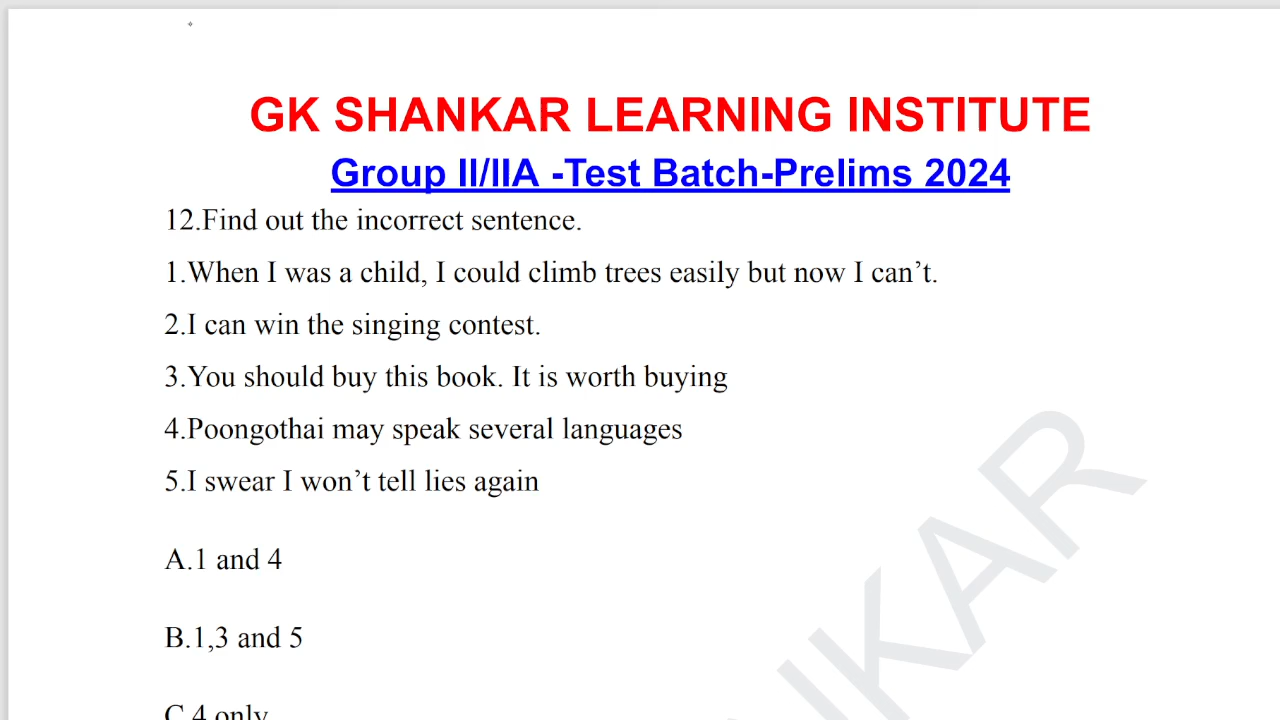 GK SHANKAR LEARNING INSTITUTE
Group II/IIA -Test Batch-Prelims 2024
12.Find out the incorrect sentence.
1.When I was a child, I could climb trees easily but now I can’t.
2.I can win the singing contest.
3.You should buy this book. It is worth buying
4.Poongothai may speak several languages
5.I swear I won’t tell lies again
A.1 and 4
B.1,3 and 5
C.4 only
KAR